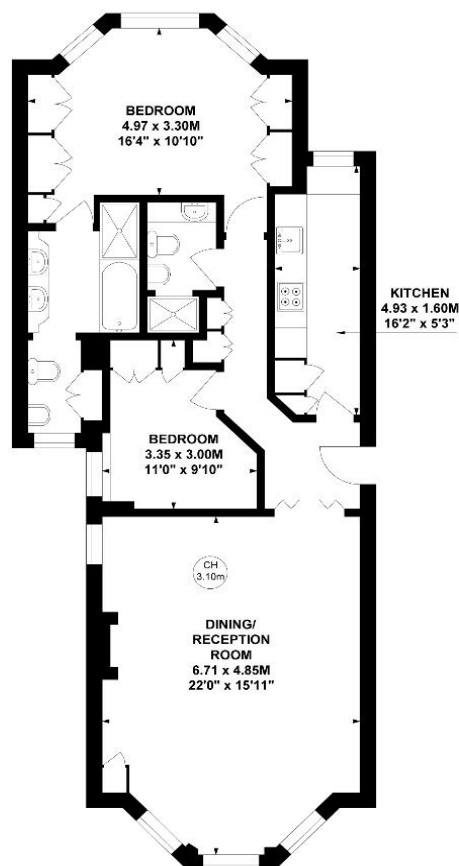 BEDROOM
4.97 x 3.30M
16'4" x 10'10"
KITCHEN
4.93 x 1.60M
16'2" x 5'3"
BEDROOM
3.35 x 3.00M
11'0" x 9'10"
CH
3.10m
DINING/
RECEPTION
ROOM
6.71 x 4.85M
22'0" x 15'11"